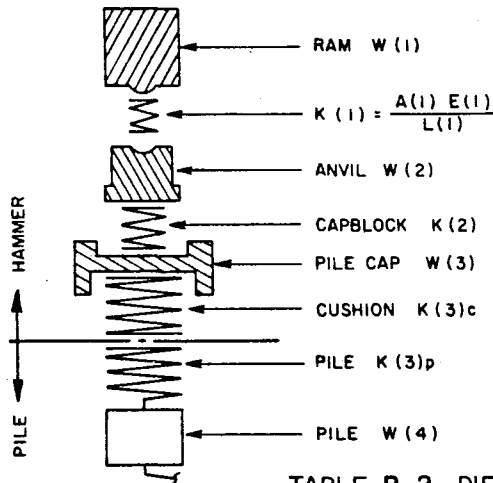 RAM W(1)
K(1) = A(1) E(1) / L(1)
ANVIL W(2)
CAPBLOCK K(2)
PILE CAP W(3)
CUSHION K(3)c
PILE K(3)p
PILE W(4)
HAMMER
PILE
TABLE B-2. DIE